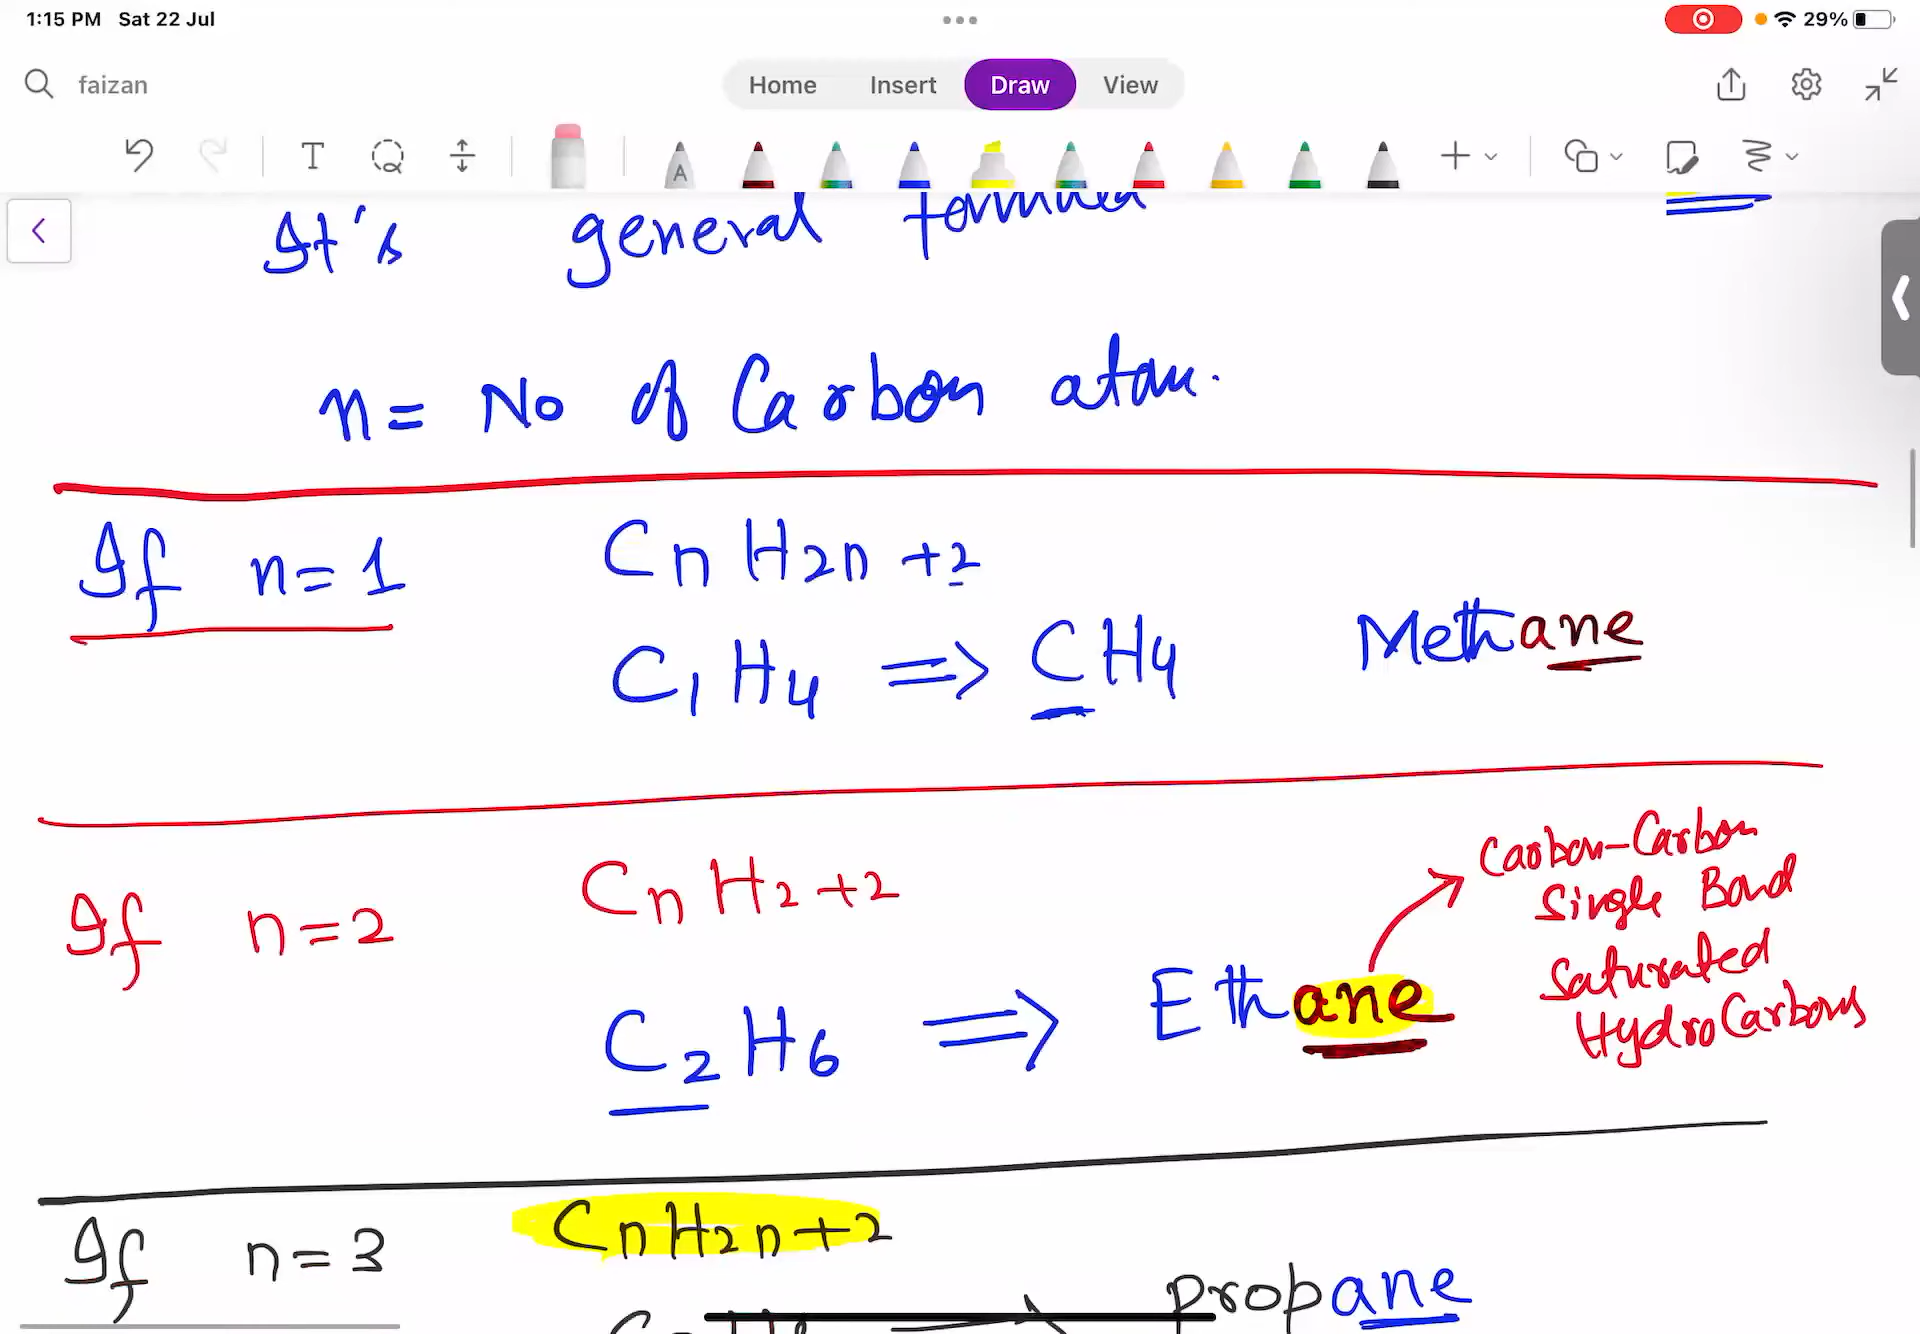 1:15 PM Sat 22 Jul
29%
faizan
Home Insert Draw View
T
A
It's general formula
n = No of Carbon atom.
If n=1 CnH2n+2
C1H4 => CH4 Methane
If n=2 CnH2+2
C2H6 => Ethane
Carbon-Carbon
Single Bond
Saturated
HydroCarbons
If n=3 CnH2n+2
propane